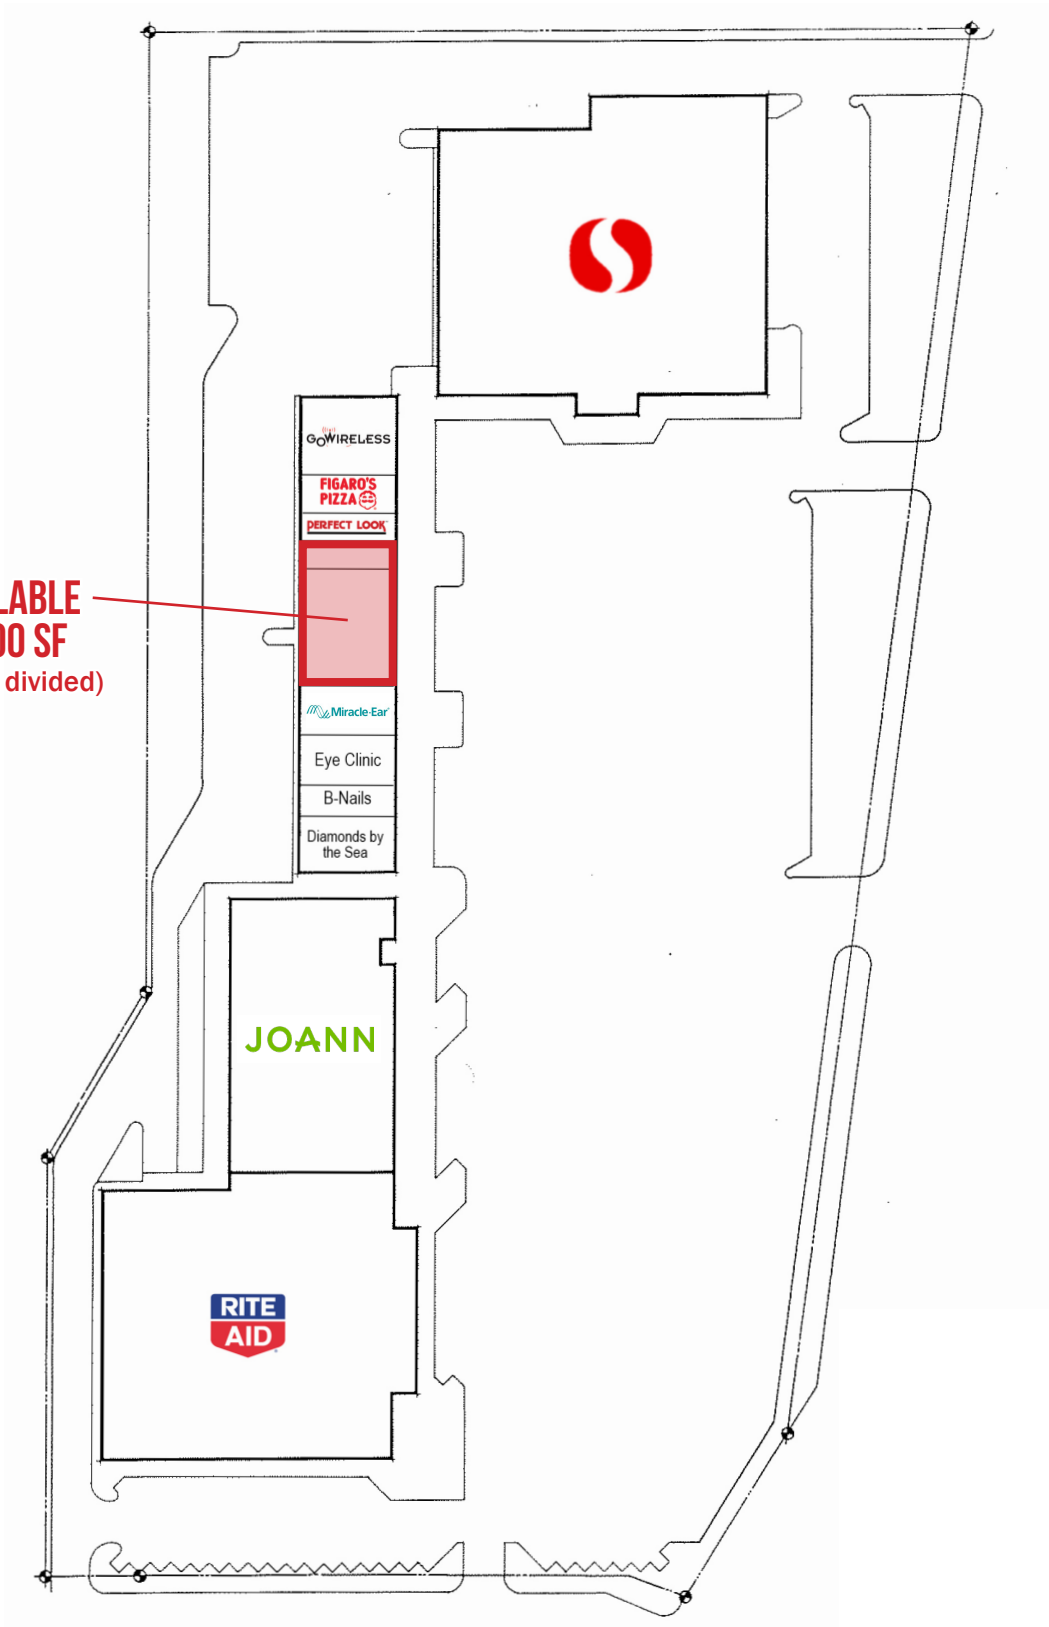 GOWIRELESS
FIGARO'S
PIZZA
PERFECT LOOK
LABLE
00 SF
divided)
Miracle-Ear
Eye Clinic
B-Nails
Diamonds by
the Sea
JOANN
RITE
AID